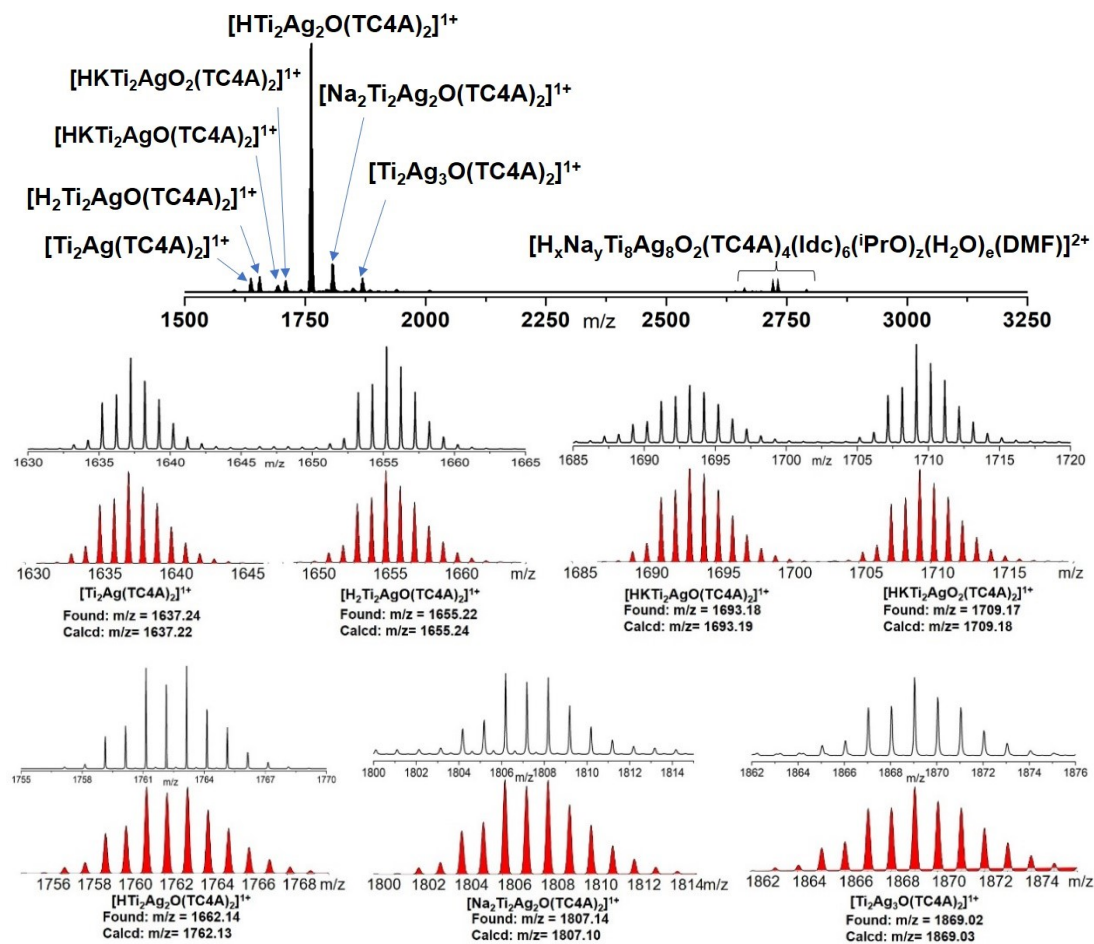 [HTi₂Ag₂O(TC4A)₂]¹⁺
[HKTi₂AgO₂(TC4A)₂]¹⁺
[Na₂Ti₂Ag₂O(TC4A)₂]¹⁺
[HKTi₂AgO(TC4A)₂]¹⁺
[Ti₂Ag₃O(TC4A)₂]¹⁺
[H₂Ti₂AgO(TC4A)₂]¹⁺
[Ti₂Ag(TC4A)₂]¹⁺
[HₓNaᵧTi₈Ag₈O₂(TC4A)₄(Idc)₆(ⁱPrO)z(H₂O)ₑ(DMF)]²⁺
1500 1750 2000 2250 m/z 2500 2750 3000 3250
1630 1635 1640 1645 m/z 1650 1655 1660 1665
1685 1690 1695 1700 m/z 1705 1710 1715 1720
1630 1635 1640 1645 1650 1655 1660 m/z
1685 1690 1695 1700 1705 1710 1715 m/z
[Ti₂Ag(TC4A)₂]¹⁺
Found: m/z = 1637.24
Calcd: m/z= 1637.22
[H₂Ti₂AgO(TC4A)₂]¹⁺
Found: m/z = 1655.22
Calcd: m/z= 1655.24
[HKTi₂AgO(TC4A)₂]¹⁺
Found: m/z = 1693.18
Calcd: m/z= 1693.19
[HKTi₂AgO₂(TC4A)₂]¹⁺
Found: m/z = 1709.17
Calcd: m/z= 1709.18
1755 1758 1761 m/z 1764 1767 1770
1800 1802 1804 1806 m/z 1808 1810 1812 1814
1862 1864 1866 1868 m/z 1870 1872 1874 1876
1756 1758 1760 1762 1764 1766 1768 m/z
1800 1802 1804 1806 1808 1810 1812 1814 m/z
1862 1864 1866 1868 1870 1872 1874 m/z
[HTi₂Ag₂O(TC4A)₂]¹⁺
Found: m/z = 1662.14
Calcd: m/z= 1762.13
[Na₂Ti₂Ag₂O(TC4A)₂]¹⁺
Found: m/z = 1807.14
Calcd: m/z= 1807.10
[Ti₂Ag₃O(TC4A)₂]¹⁺
Found: m/z = 1869.02
Calcd: m/z= 1869.03